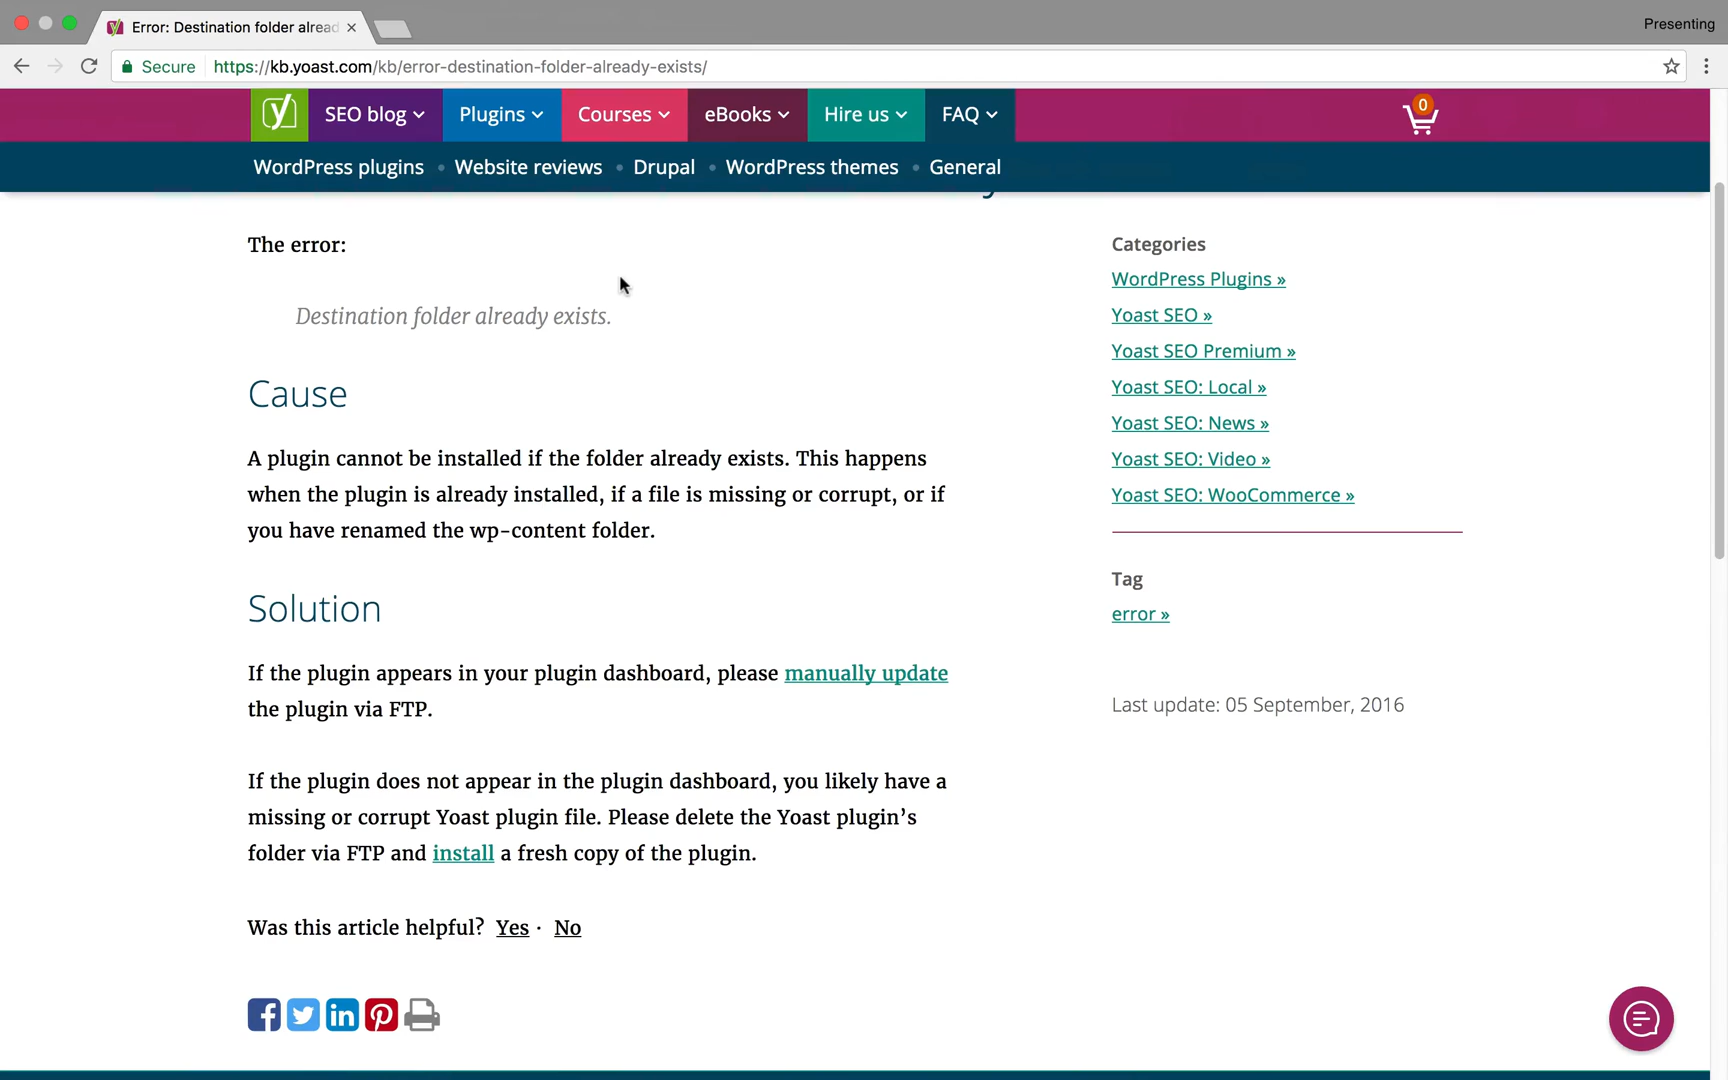 Error: Destination folder alread
Presenting
Secure https://kb.yoast.com/kb/error-destination-folder-already-exists/
SEO blog Plugins Courses eBooks Hire us FAQ 0
WordPress plugins • Website reviews • Drupal • WordPress themes • General
The error:
Destination folder already exists.
Cause
A plugin cannot be installed if the folder already exists. This happens
when the plugin is already installed, if a file is missing or corrupt, or if
you have renamed the wp-content folder.
Solution
If the plugin appears in your plugin dashboard, please manually update
the plugin via FTP.
If the plugin does not appear in the plugin dashboard, you likely have a
missing or corrupt Yoast plugin file. Please delete the Yoast plugin’s
folder via FTP and install a fresh copy of the plugin.
Was this article helpful? Yes · No
Categories
WordPress Plugins »
Yoast SEO »
Yoast SEO Premium »
Yoast SEO: Local »
Yoast SEO: News »
Yoast SEO: Video »
Yoast SEO: WooCommerce »
Tag
error »
Last update: 05 September, 2016